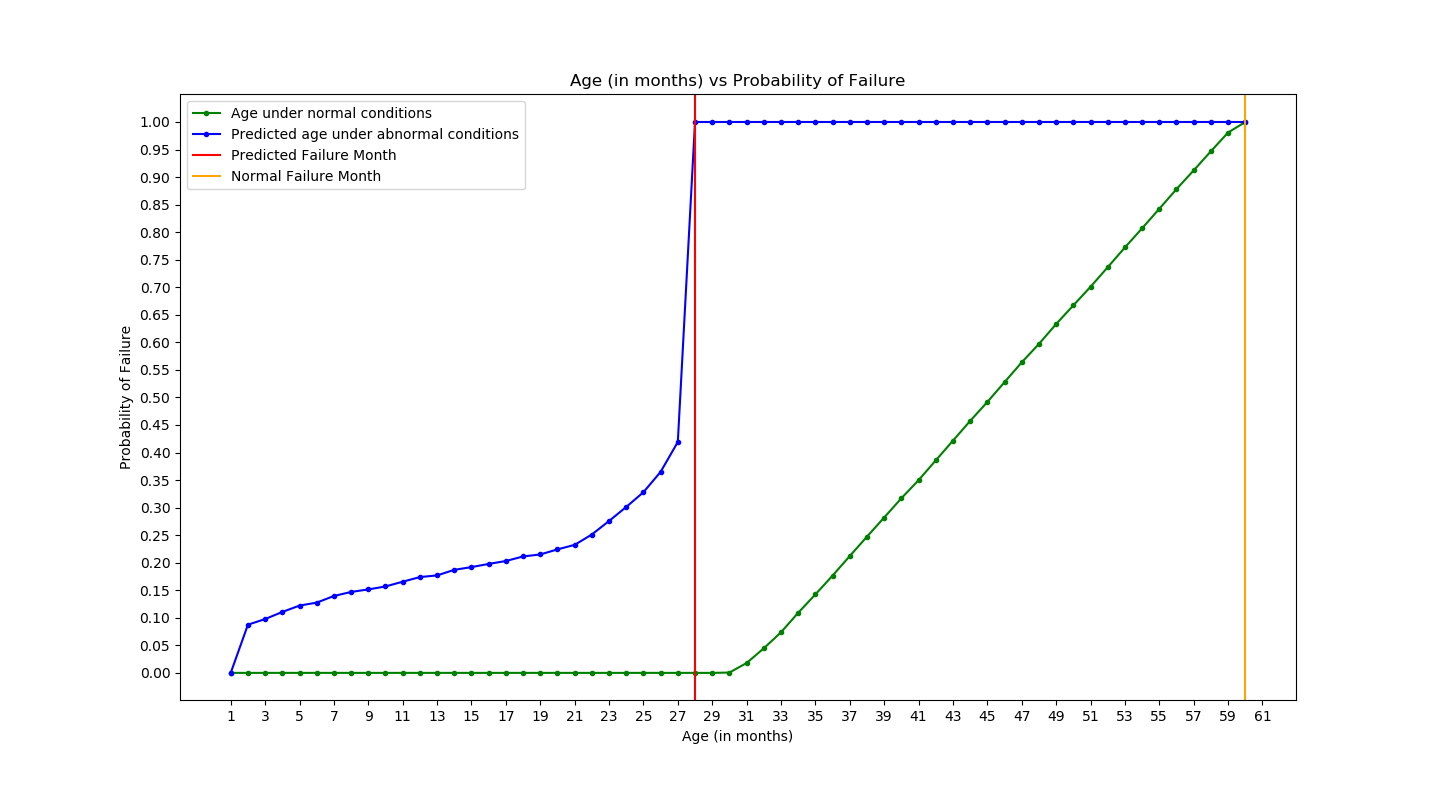 Age (in months) vs Probability of Failure
Age under normal conditions
Predicted age under abnormal conditions
Predicted Failure Month
Normal Failure Month
Probability of Failure
1.00
0.95
0.90
0.85
0.80
0.75
0.70
0.65
0.60
0.55
0.50
0.45
0.40
0.35
0.30
0.25
0.20
0.15
0.10
0.05
0.00
1 3 5 7 9 11 13 15 17 19 21 23 25 27 29 31 33 35 37 39 41 43 45 47 49 51 53 55 57 59 61
Age (in months)